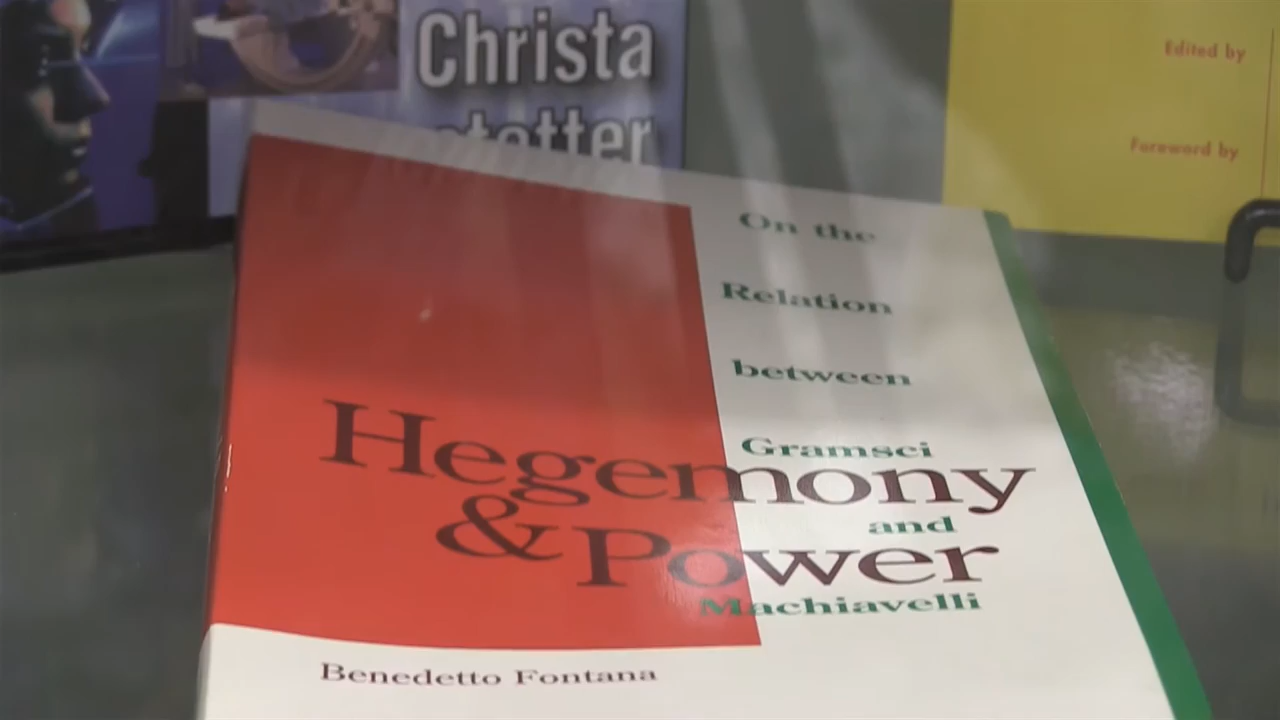 Christa
Edited by
Foreword by
On the
Relation
between
Gramsci
Hegemony
and
& Power
Machiavelli
Benedetto Fontana